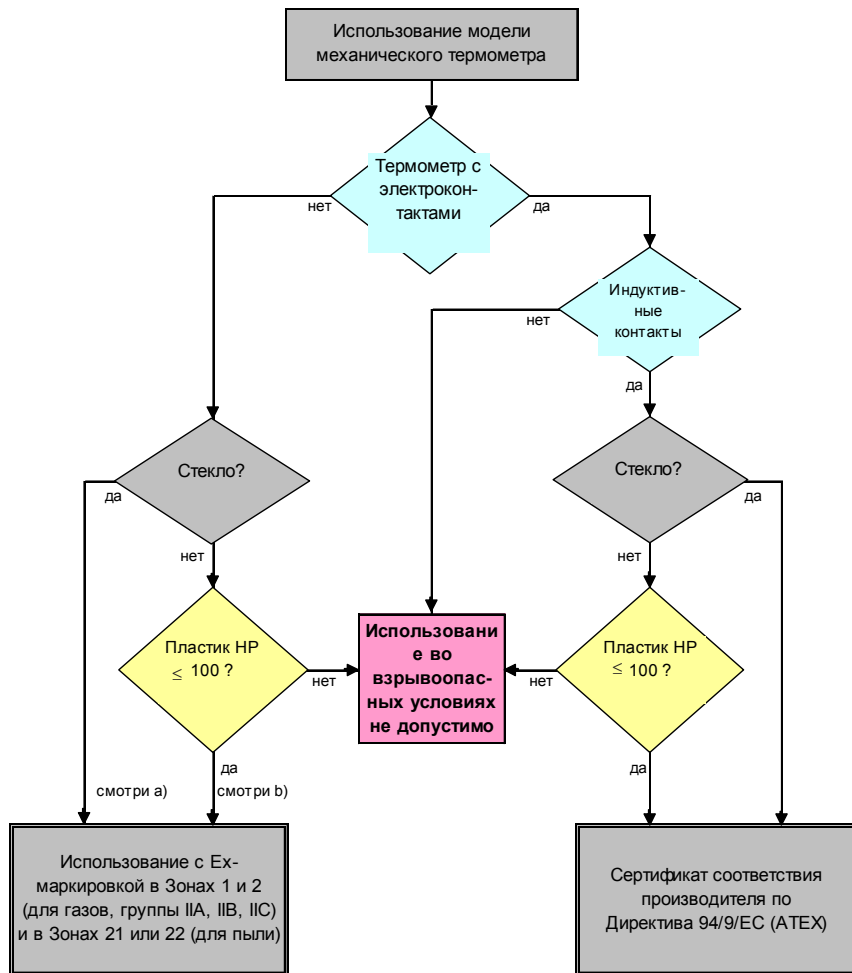 Использование модели
механического термометра
Термометр с
электрокон-
тактами
нет
да
Индуктив-
ные
контакты
нет
да
Стекло?
да
нет
Стекло?
да
нет
Пластик HP
≤ 100 ?
нет
да
Использовани
е во
взрывоопас-
ных условиях
не допустимо
Пластик HP
≤ 100 ?
нет
да
смотри a)
смотри b)
Использование с Ex-
маркировкой в Зонах 1 и 2
(для газов, группы IIA, IIB, IIC)
и в Зонах 21 или 22 (для пыли)
Сертификат соответствия
производителя по
Директива 94/9/EC (ATEX)